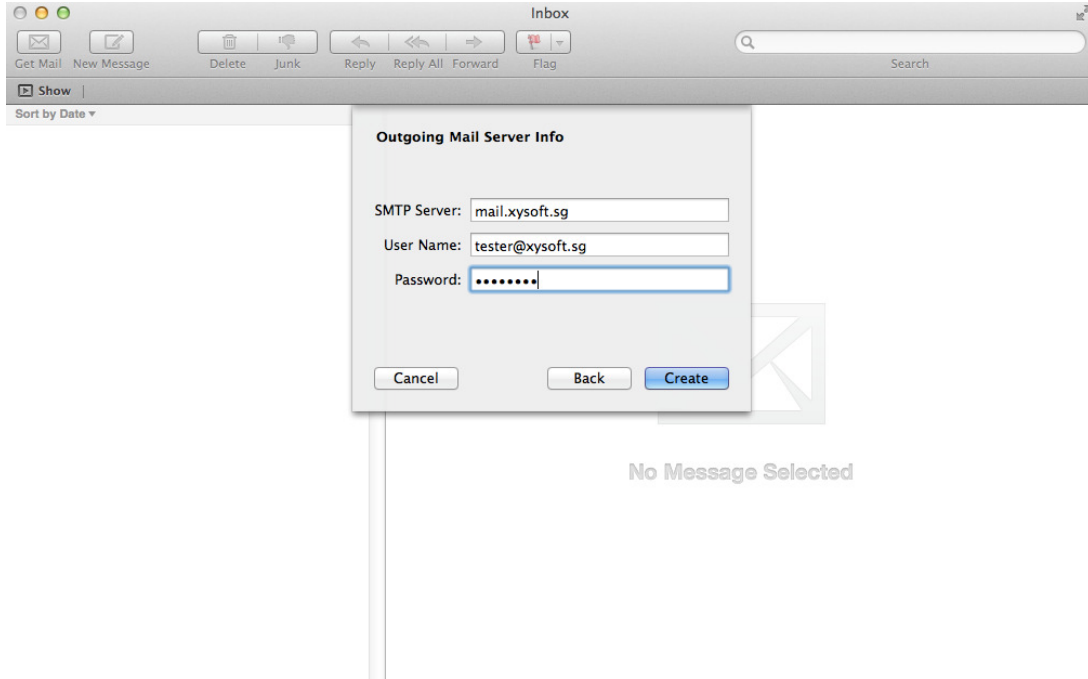 Inbox
Get Mail New Message Delete Junk Reply Reply All Forward Flag Search
Show
Sort by Date
Outgoing Mail Server Info
SMTP Server: mail.xysoft.sg
User Name: tester@xysoft.sg
Password: ••••••••
Cancel Back Create
No Message Selected